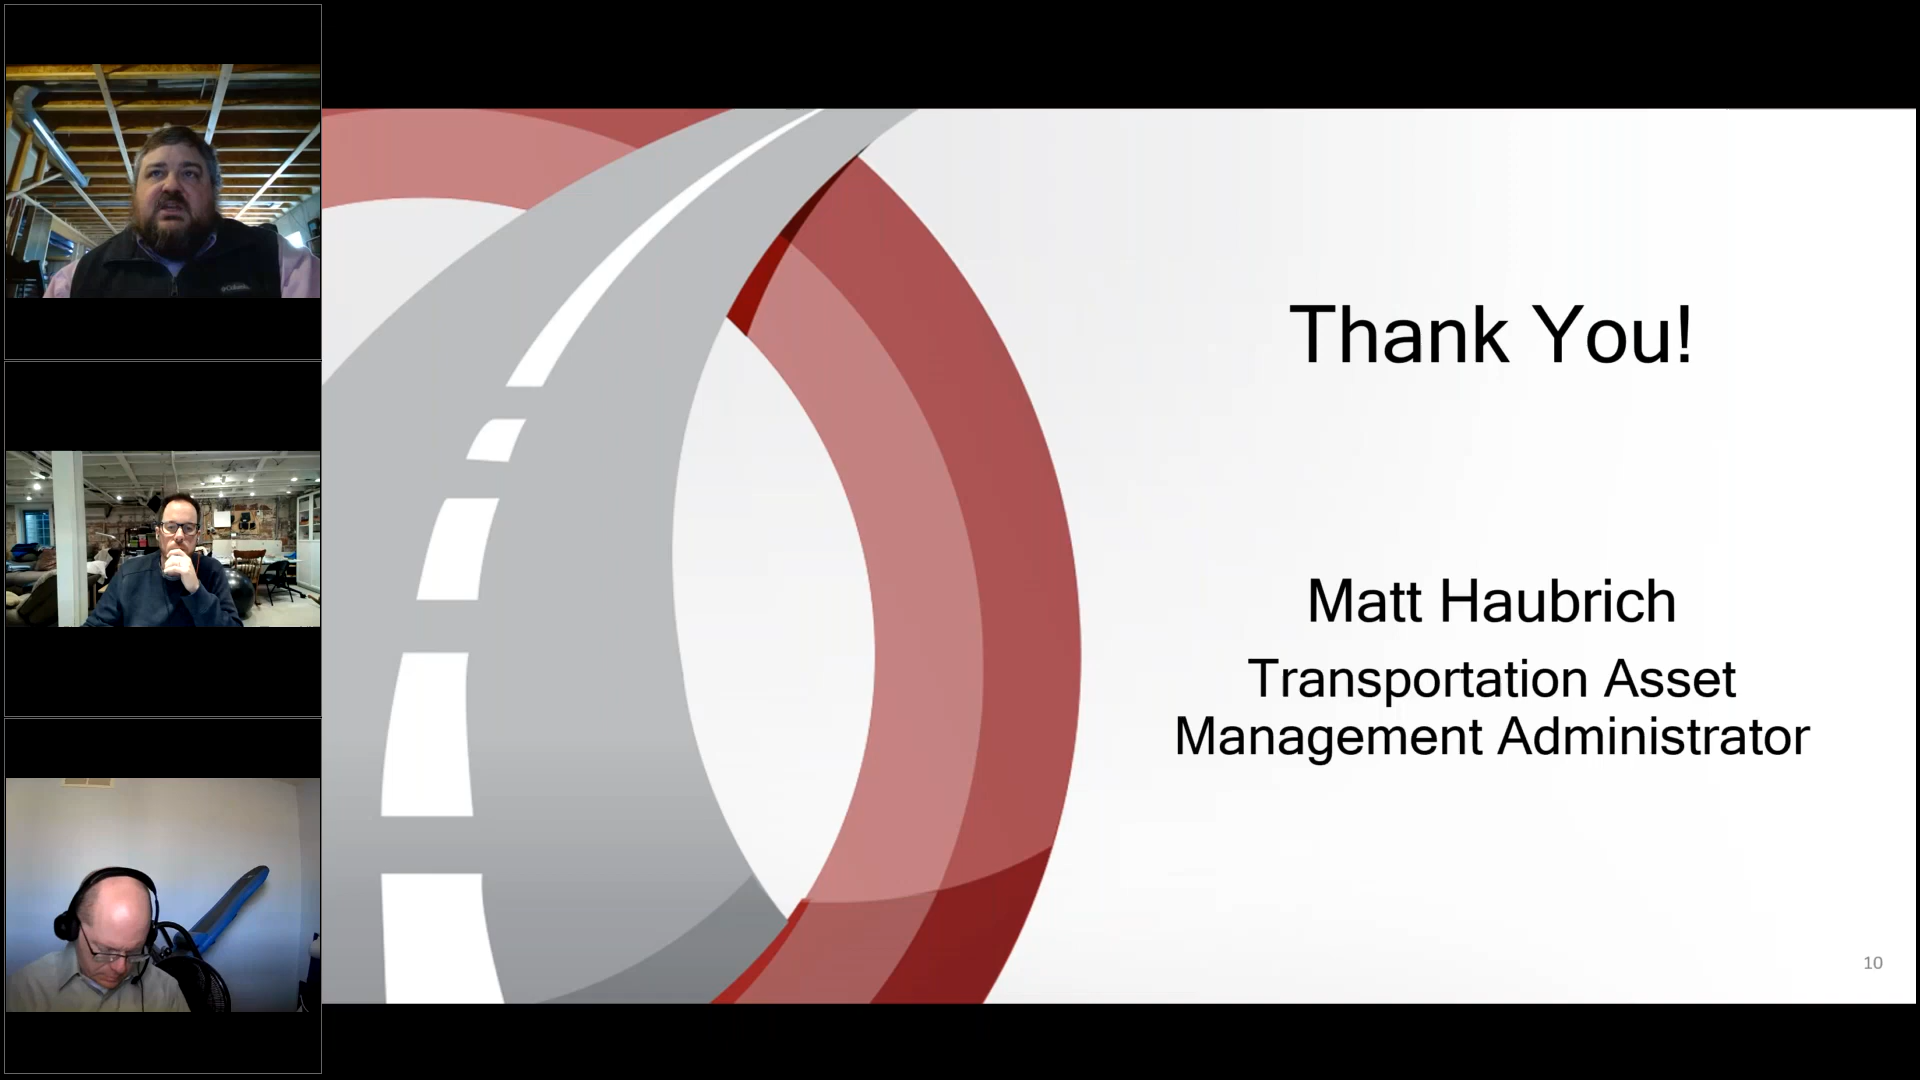 Thank You!
Matt Haubrich
Transportation Asset
Management Administrator
10